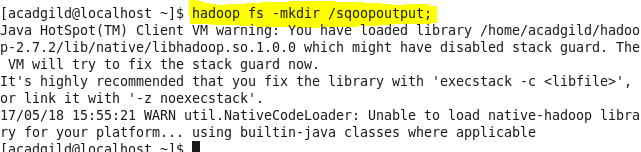 [acadgild@localhost ~]$ hadoop fs -mkdir /sqoopoutput;
Java HotSpot(TM) Client VM warning: You have loaded library /home/acadgild/hadoo
p-2.7.2/lib/native/libhadoop.so.1.0.0 which might have disabled stack guard. The
 VM will try to fix the stack guard now.
It's highly recommended that you fix the library with 'execstack -c <libfile>',
or link it with '-z noexecstack'.
17/05/18 15:55:21 WARN util.NativeCodeLoader: Unable to load native-hadoop libra
ry for your platform... using builtin-java classes where applicable
[acadgild@localhost ~]$